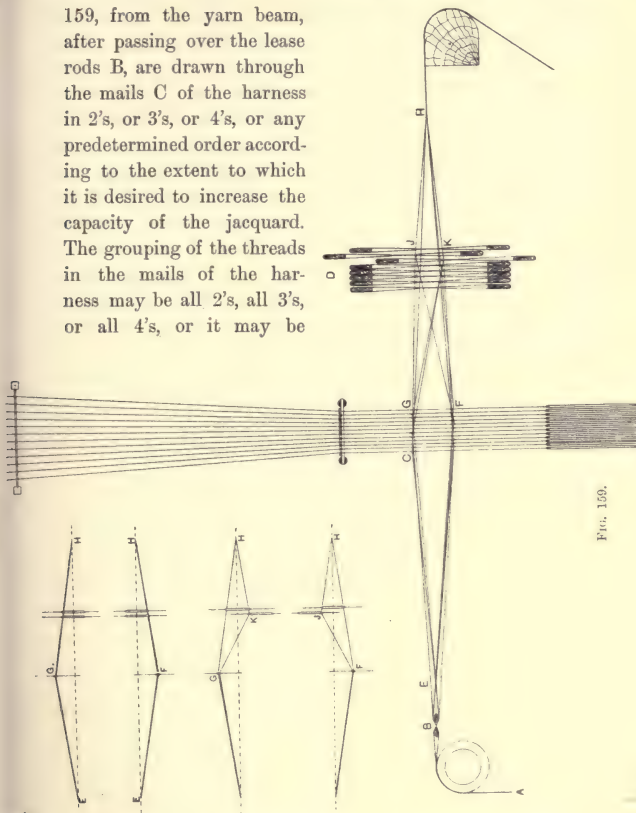 159, from the yarn beam,
after passing over the lease
rods B, are drawn through
the mails C of the harness
in 2's, or 3's, or 4's, or any
predetermined order accord-
ing to the extent to which
it is desired to increase the
capacity of the jacquard.
The grouping of the threads
in the mails of the har-
ness may be all 2's, all 3's,
or all 4's, or it may be
D
J
K
G
C
F
E
B
A
G.
H
E
H
F
E
G
H
K
H
J
F
FIG. 159.